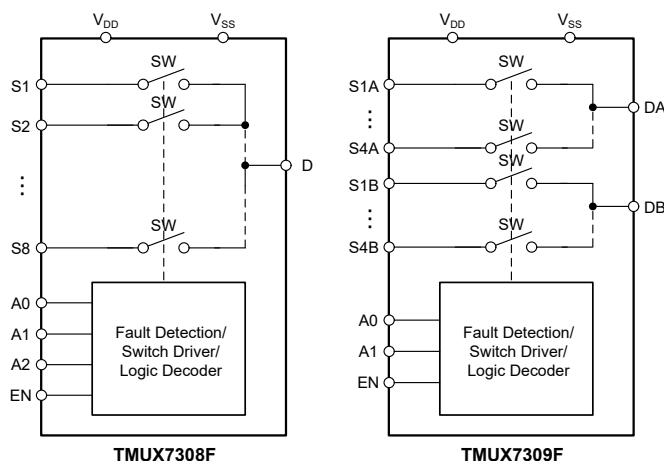 VDD
VSS
SW
S1
SW
S2
⋮
D
SW
S8
A0
A1
A2
EN
Fault Detection/
Switch Driver/
Logic Decoder
TMUX7308F
VDD
VSS
SW
S1A
DA
⋮
SW
S4A
SW
S1B
DB
⋮
SW
S4B
A0
A1
EN
Fault Detection/
Switch Driver/
Logic Decoder
TMUX7309F